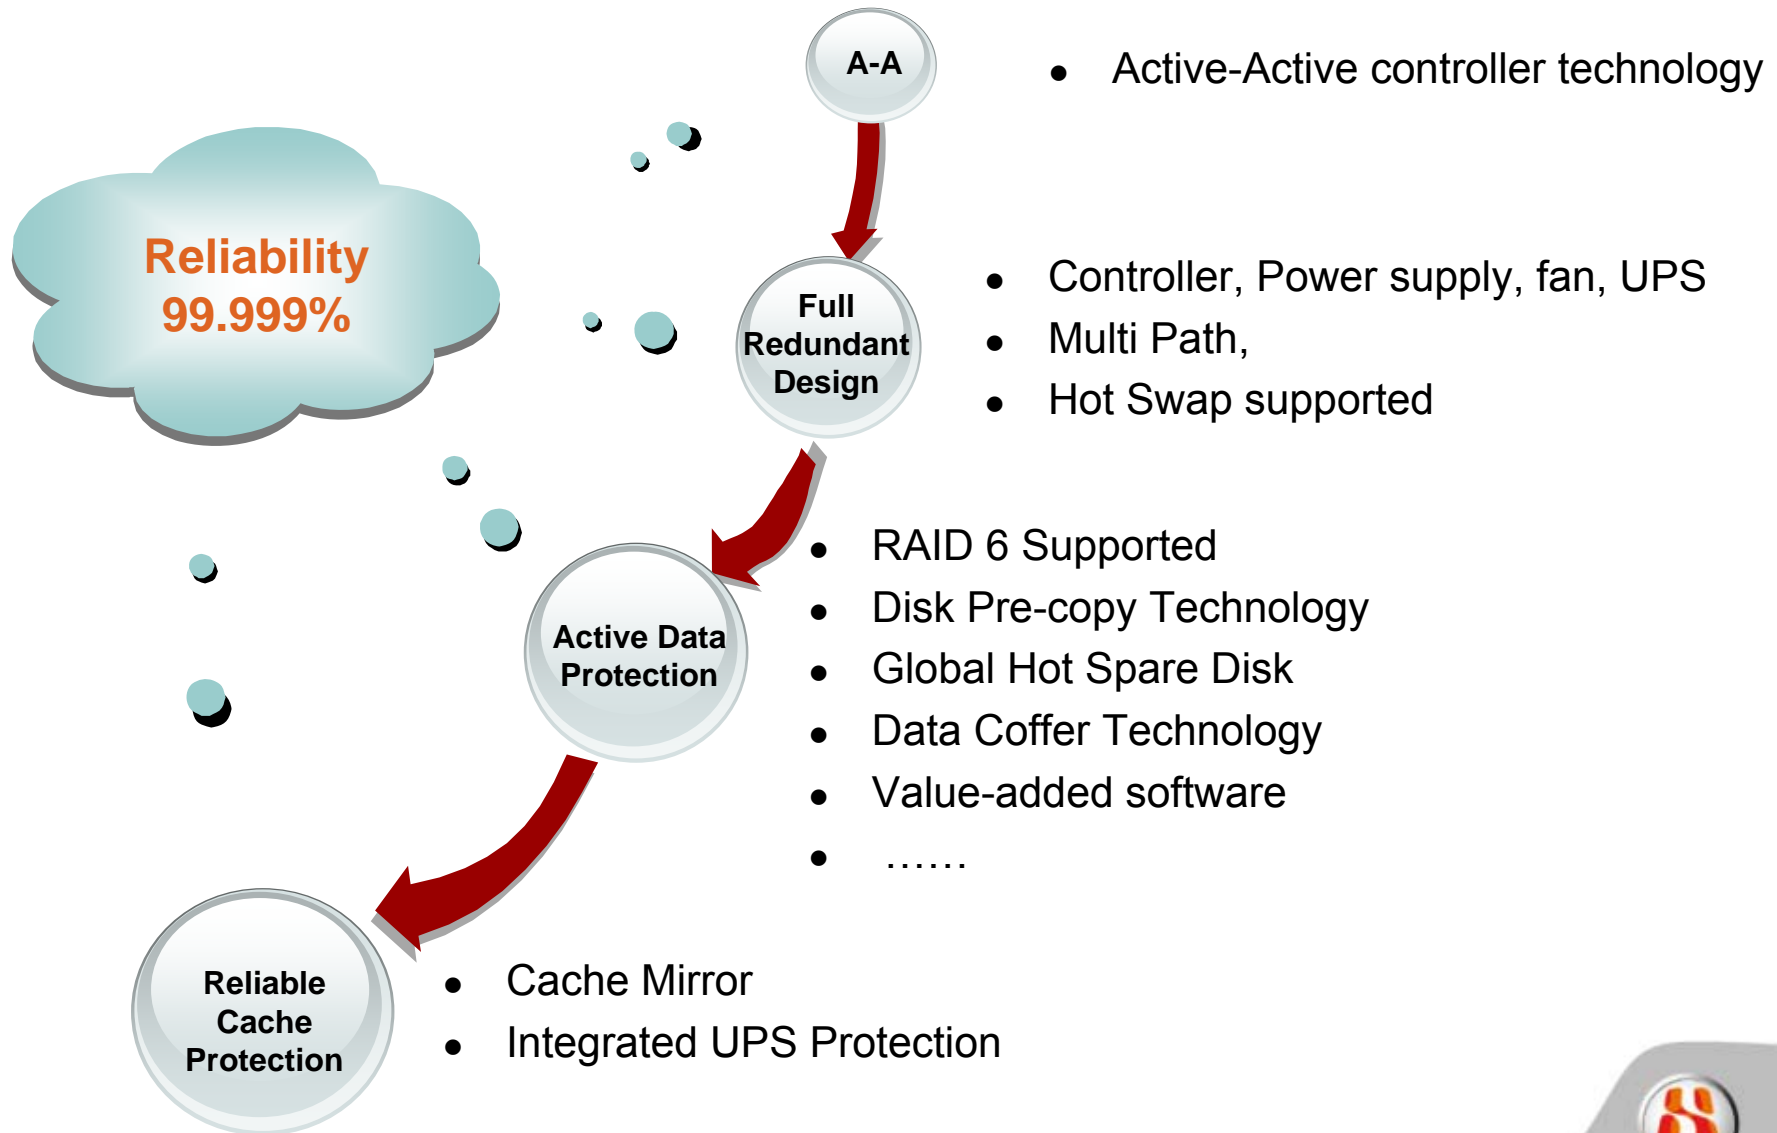 A-A
● Active-Active controller technology
Reliability
99.999%
Full
Redundant
Design
● Controller, Power supply, fan, UPS
● Multi Path,
● Hot Swap supported
Active Data
Protection
● RAID 6 Supported
● Disk Pre-copy Technology
● Global Hot Spare Disk
● Data Coffer Technology
● Value-added software
● ……
Reliable
Cache
Protection
● Cache Mirror
● Integrated UPS Protection